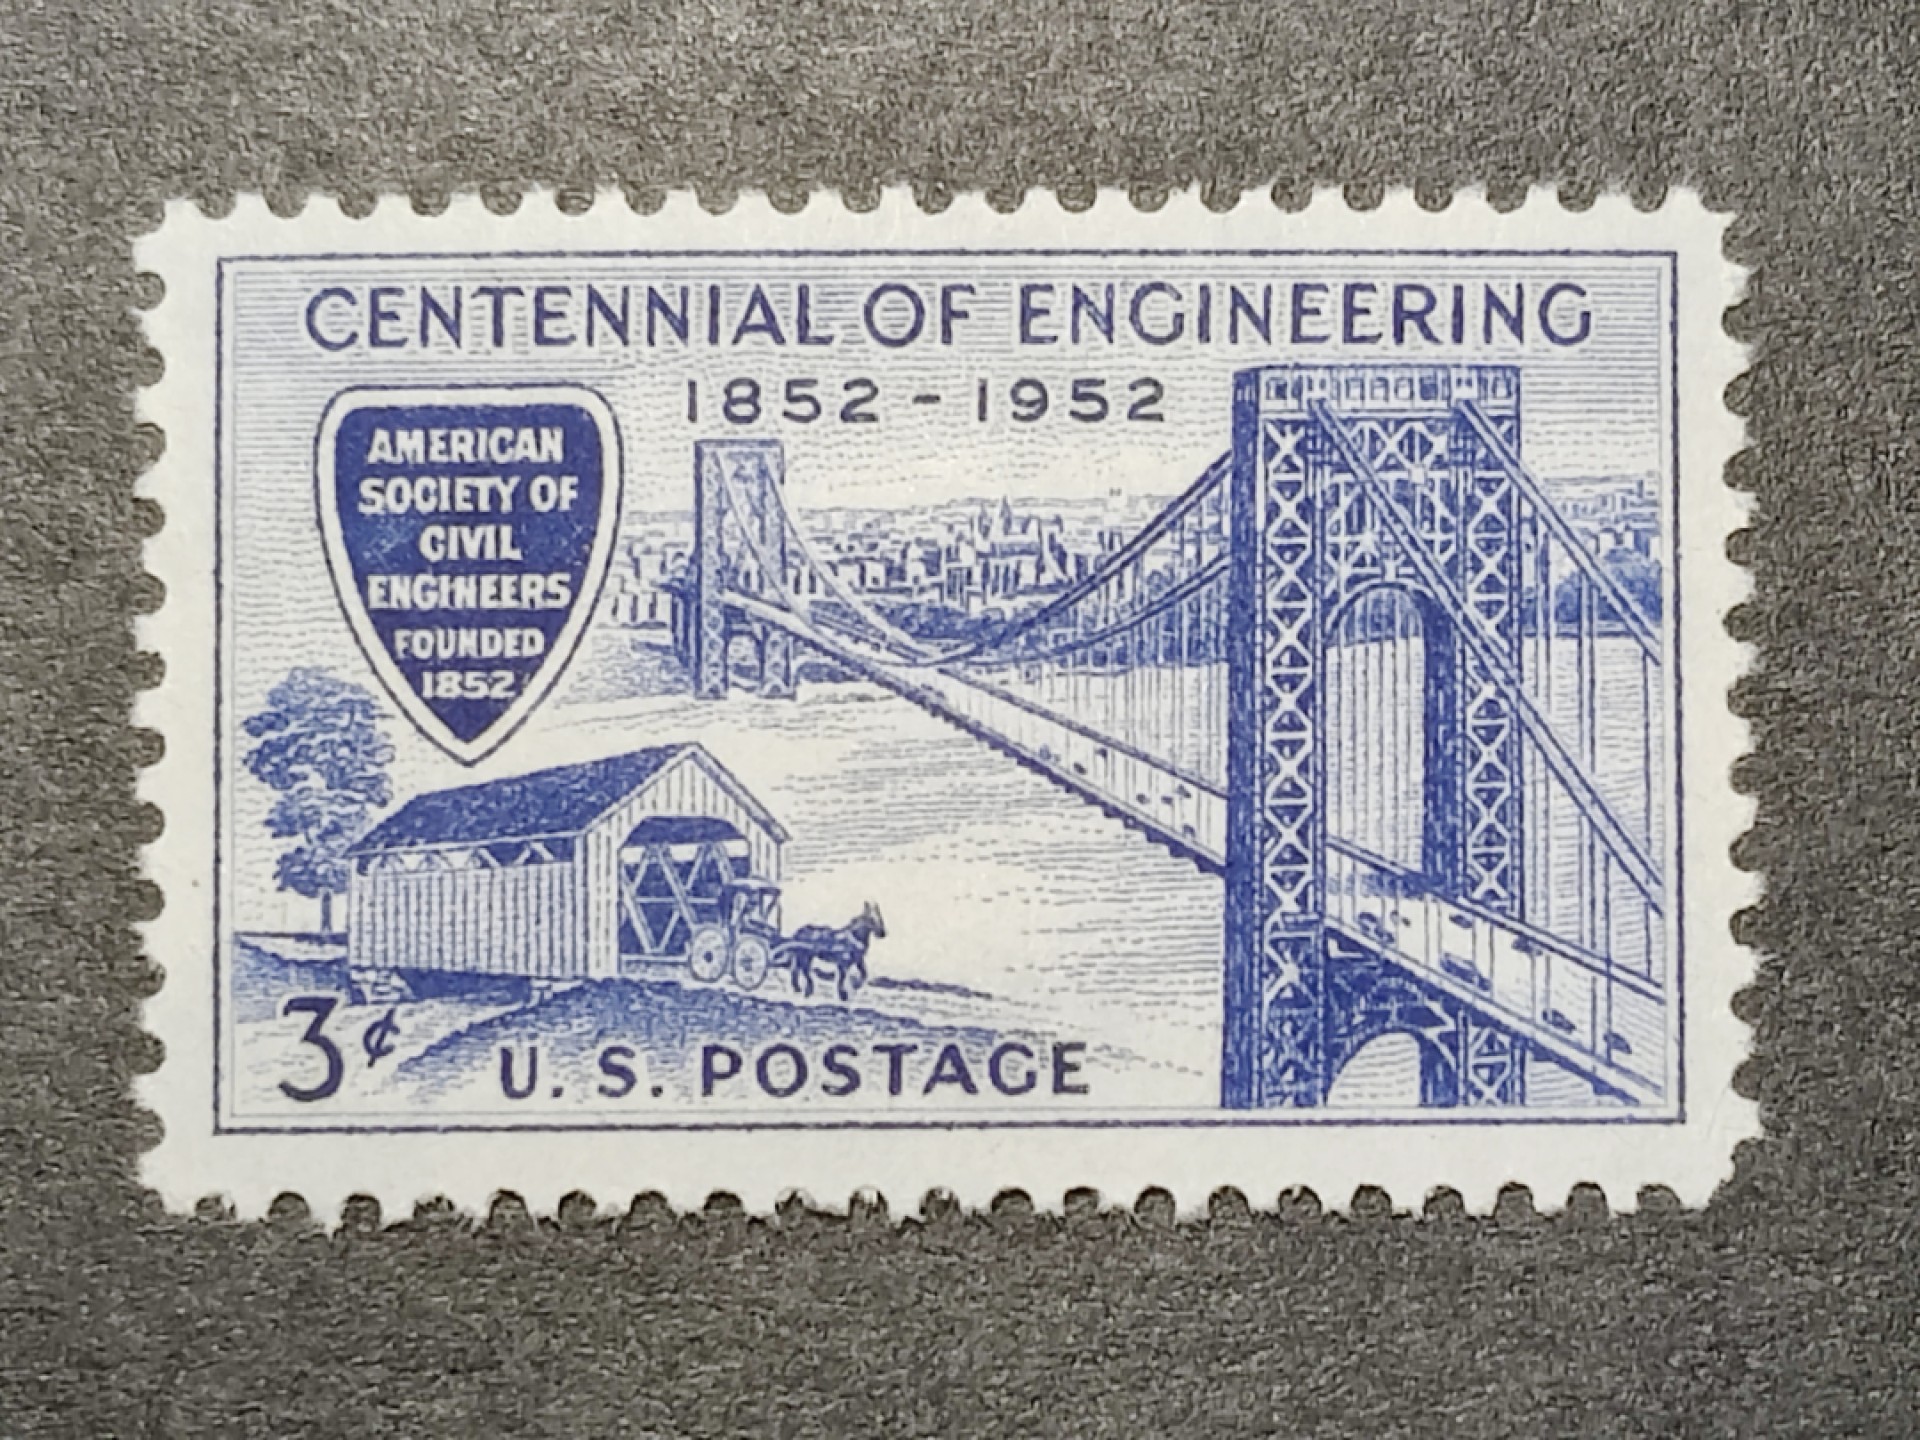 CENTENNIAL OF ENGINEERING
1852 - 1952
AMERICAN
SOCIETY OF
CIVIL
ENGINEERS
FOUNDED
1852
3¢
U. S. POSTAGE